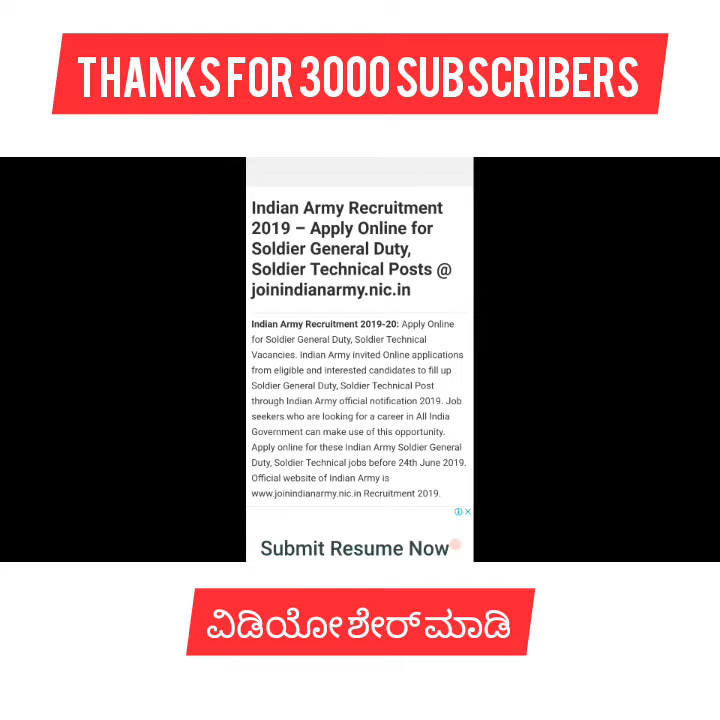 THANKS FOR 3000 SUBSCRIBERS
Indian Army Recruitment
2019 – Apply Online for
Soldier General Duty,
Soldier Technical Posts @
joinindianarmy.nic.in
Indian Army Recruitment 2019-20: Apply Online
for Soldier General Duty, Soldier Technical
Vacancies. Indian Army invited Online applications
from eligible and interested candidates to fill up
Soldier General Duty, Soldier Technical Post
through Indian Army official notification 2019. Job
seekers who are looking for a career in All India
Government can make use of this opportunity.
Apply online for these Indian Army Soldier General
Duty, Soldier Technical jobs before 24th June 2019.
Official website of Indian Army is
www.joinindianarmy.nic.in Recruitment 2019.
Submit Resume Now
ವಿಡಿಯೋ ಶೇರ್ ಮಾಡಿ